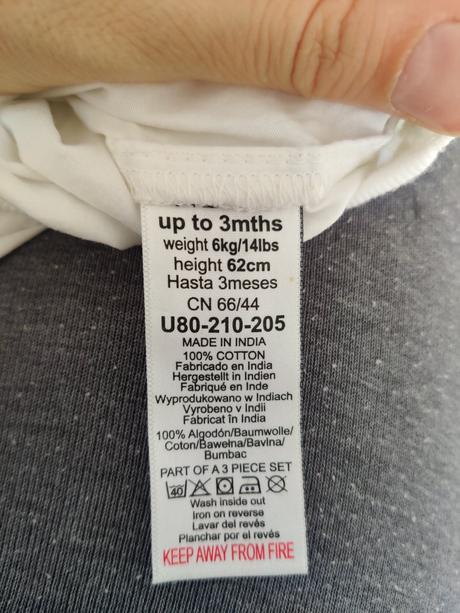 up to 3mths
weight 6kg/14lbs
height 62cm
Hasta 3meses
CN 66/44
U80-210-205
MADE IN INDIA
100% COTTON
Fabricado en India
Hergestellt in Indien
Fabriqué en Inde
Wyprodukowano w Indiach
Vyrobeno v Indii
Fabricat în India
100% Algodón/Baumwolle/
Coton/Bawełna/Bavlna/
Bumbac
PART OF A 3 PIECE SET
40
Wash inside out
Iron on reverse
Lavar del revés
Planchar por el revés
KEEP AWAY FROM FIRE